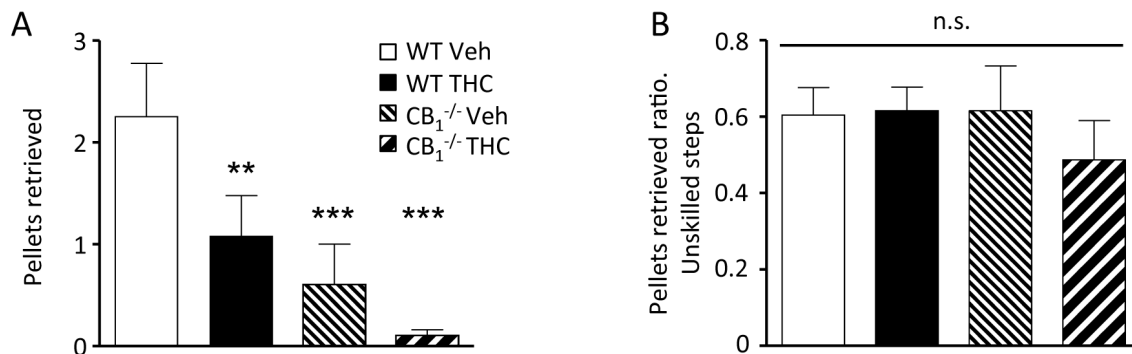 A
Pellets retrieved
3
2
1
0
**
***
***
WT Veh
WT THC
CB₁⁻/⁻ Veh
CB₁⁻/⁻ THC
B
Pellets retrieved ratio.
Unskilled steps
0.8
0.6
0.4
0.2
0
n.s.